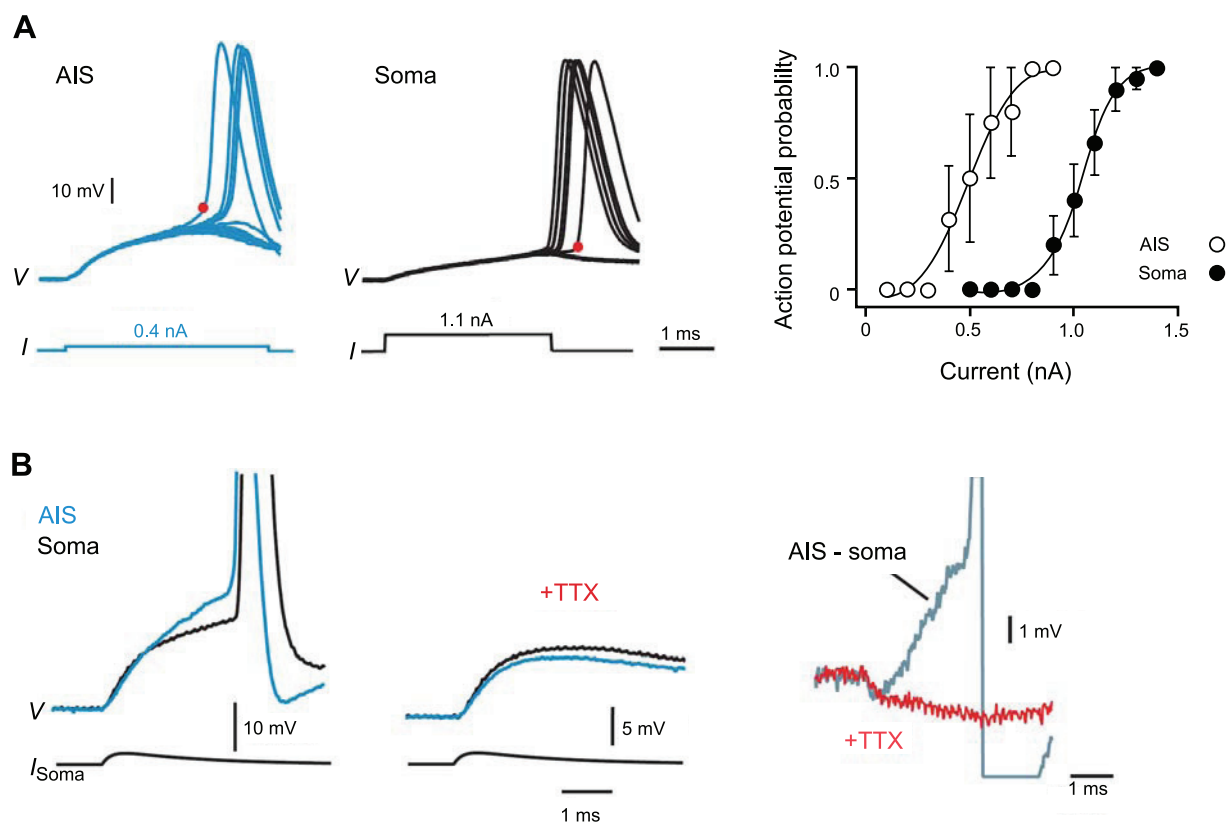 A
AIS
Soma
10 mV
V
V
0.4 nA
1.1 nA
I
I
1 ms
Action potential probablilty
1.0
0.5
0
AIS
Soma
0
0.5
1.0
1.5
Current (nA)
B
AIS
Soma
V
10 mV
ISoma
+TTX
5 mV
1 ms
AIS - soma
1 mV
+TTX
1 ms